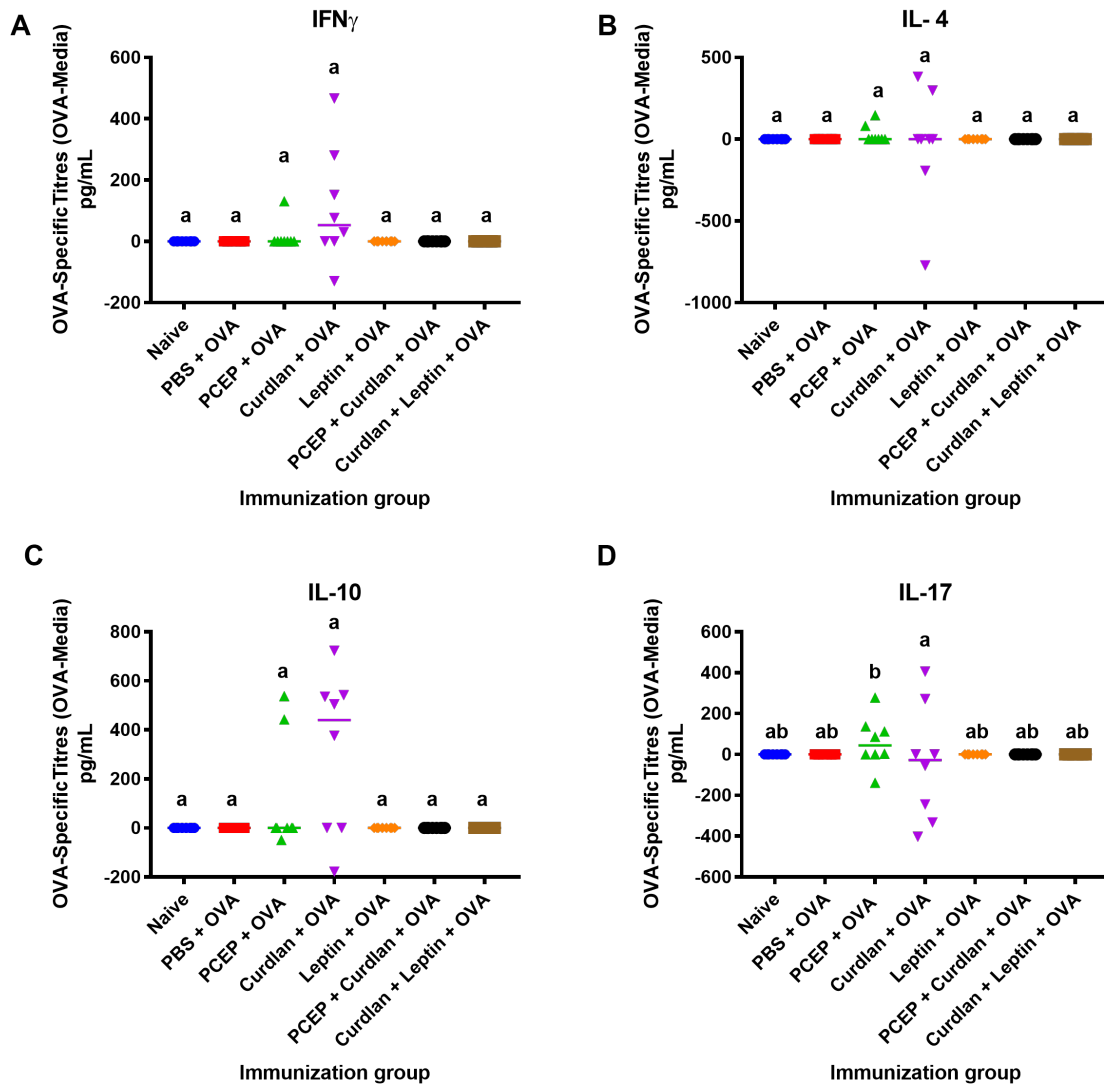 A
IFNγ
OVA-Specific Titres (OVA-Media)
pg/mL
600
400
200
0
-200
a
a
a
a
a
a
a
Naive
PBS + OVA
PCEP + OVA
Curdlan + OVA
Leptin + OVA
PCEP + Curdlan + OVA
Curdlan + Leptin + OVA
Immunization group
B
IL- 4
OVA-Specific Titres (OVA-Media)
pg/mL
500
0
-500
-1000
a
a
a
a
a
a
a
Naive
PBS + OVA
PCEP + OVA
Curdlan + OVA
Leptin + OVA
PCEP + Curdlan + OVA
Curdlan + Leptin + OVA
Immunization group
C
IL-10
OVA-Specific Titres (OVA-Media)
pg/mL
800
600
400
200
0
-200
a
a
a
a
a
a
a
Naive
PBS + OVA
PCEP + OVA
Curdlan + OVA
Leptin + OVA
PCEP + Curdlan + OVA
Curdlan + Leptin + OVA
Immunization group
D
IL-17
OVA-Specific Titres (OVA-Media)
pg/mL
600
400
200
0
-200
-400
-600
ab
ab
b
a
ab
ab
ab
Naive
PBS + OVA
PCEP + OVA
Curdlan + OVA
Leptin + OVA
PCEP + Curdlan + OVA
Curdlan + Leptin + OVA
Immunization group